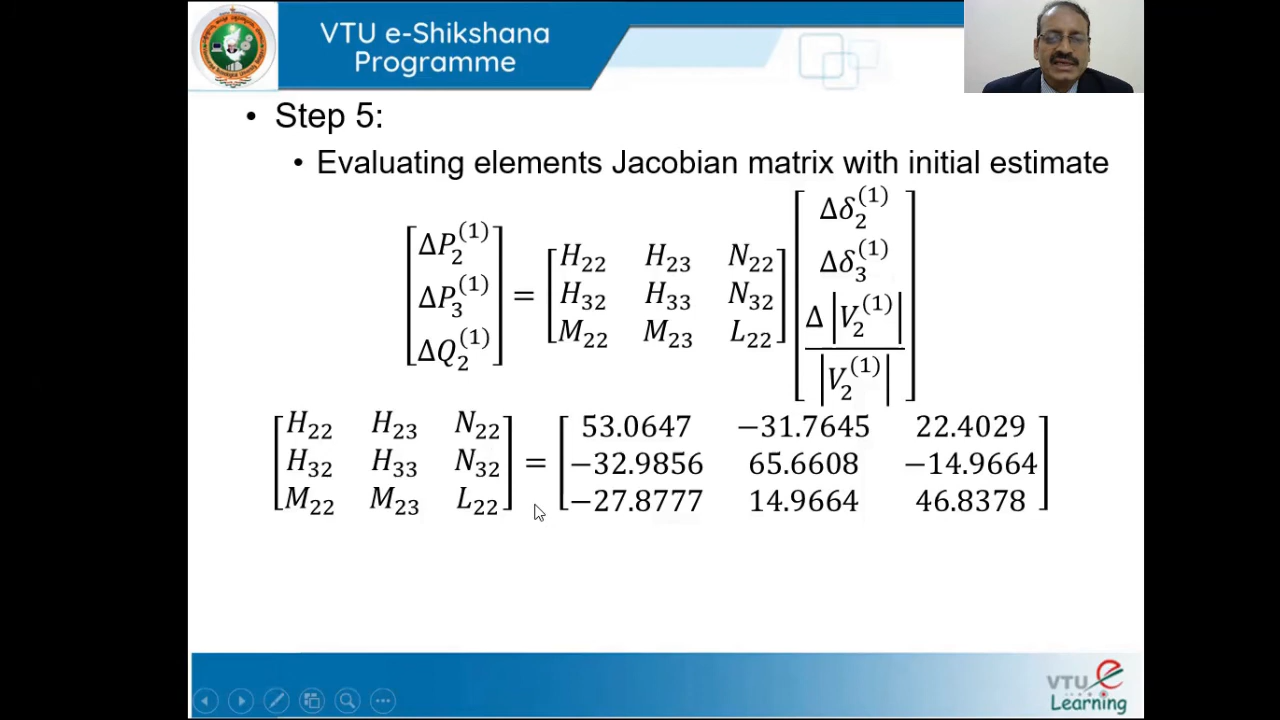 VTU e-Shikshana
Programme
• Step 5:
• Evaluating elements Jacobian matrix with initial estimate
[ΔP₂⁽¹⁾; ΔP₃⁽¹⁾; ΔQ₂⁽¹⁾] = [H₂₂ H₂₃ N₂₂; H₃₂ H₃₃ N₃₂; M₂₂ M₂₃ L₂₂] [Δδ₂⁽¹⁾; Δδ₃⁽¹⁾; Δ|V₂⁽¹⁾| / |V₂⁽¹⁾|]
[H₂₂ H₂₃ N₂₂; H₃₂ H₃₃ N₃₂; M₂₂ M₂₃ L₂₂] = [53.0647 −31.7645 22.4029; −32.9856 65.6608 −14.9664; −27.8777 14.9664 46.8378]
VTU e
Learning